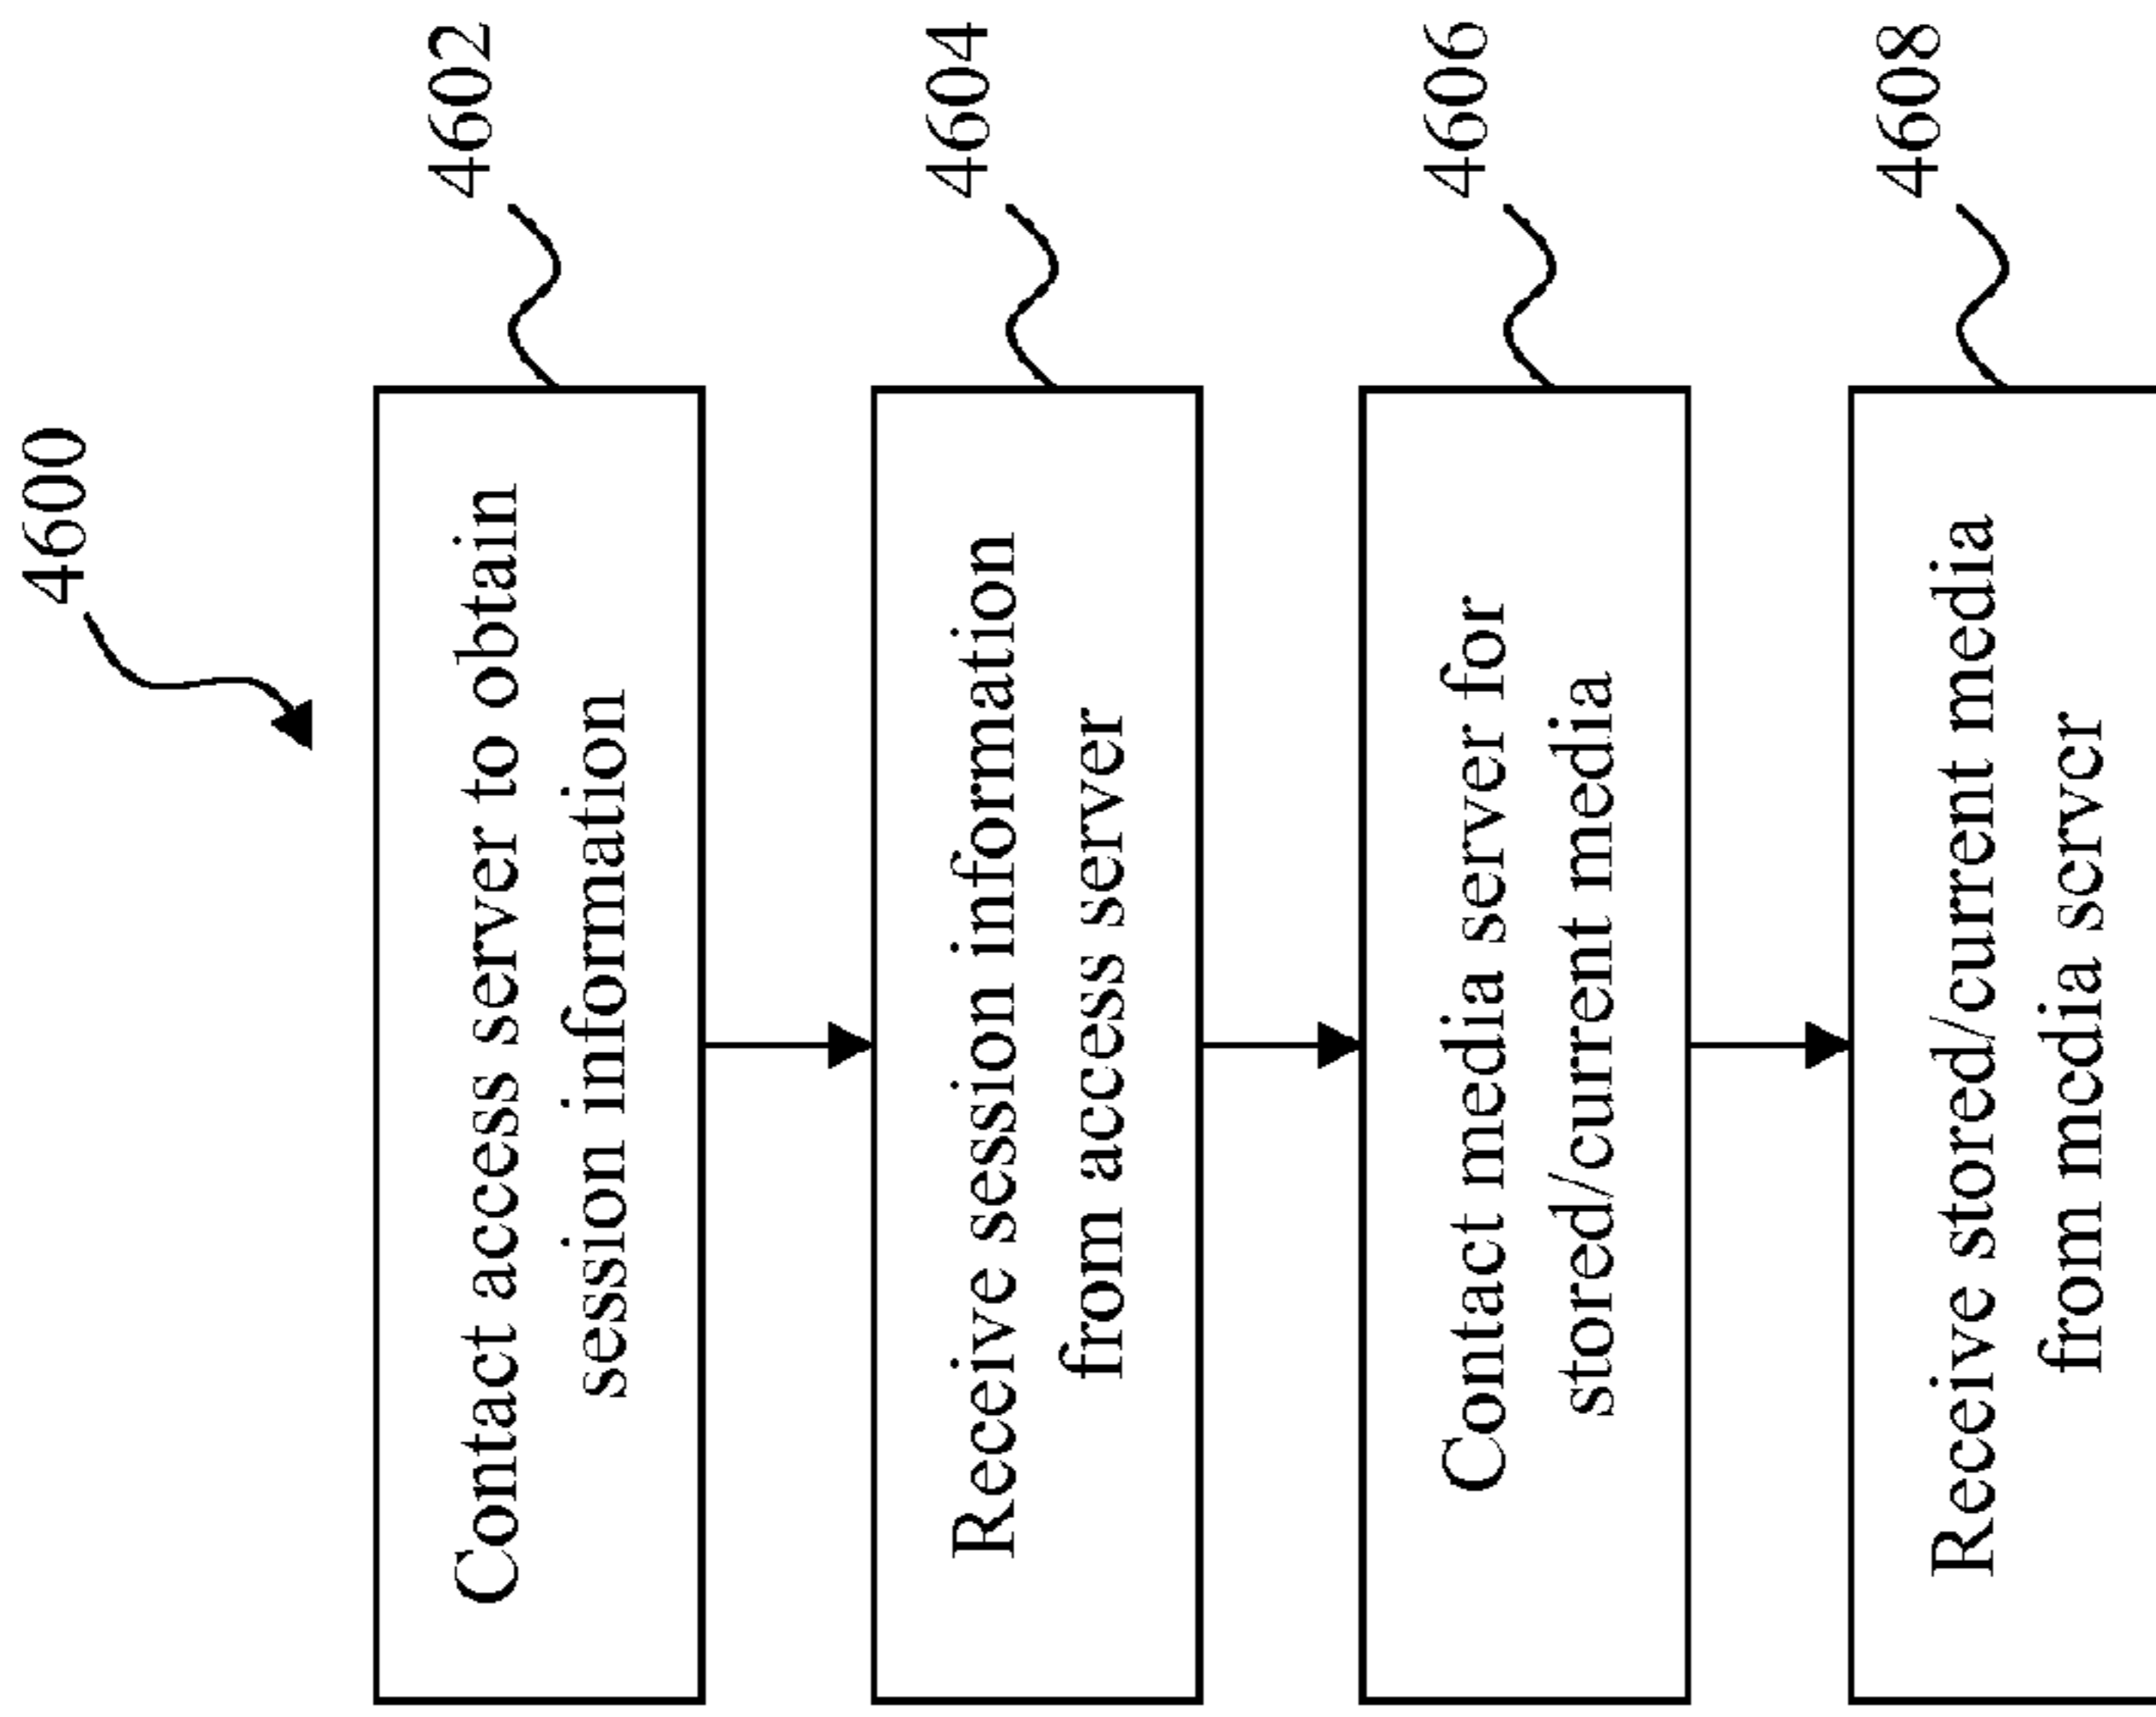 4600
Contact access server to obtain
session information
4602
Receive session information
from access server
4604
Contact media server for
stored/current media
4606
Receive stored/current media
from media server
4608